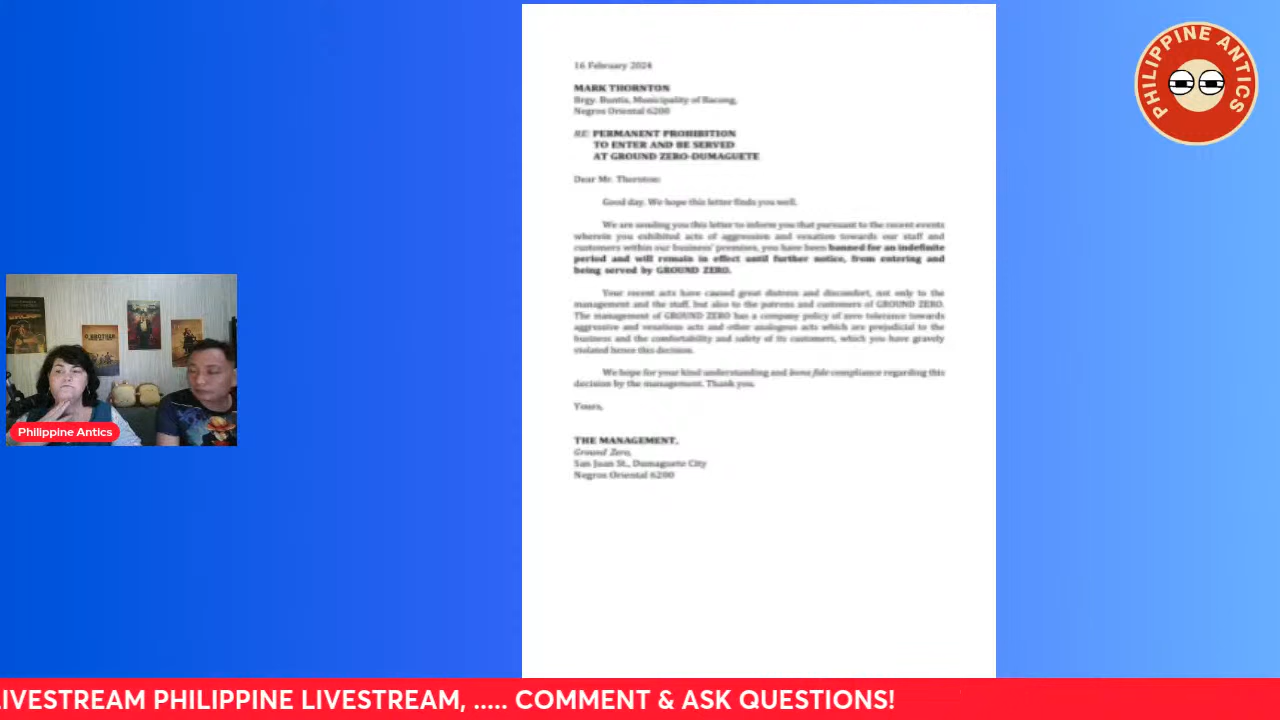 PHILIPPINE ANTICS
16 February 2024
MARK THORNTON
Brgy. Buntis, Municipality of Bacong,
Negros Oriental 6200
RE: PERMANENT PROHIBITION
TO ENTER AND BE SERVED
AT GROUND ZERO-DUMAGUETE
Dear Mr. Thornton:
Good day. We hope this letter finds you well.
We are sending you this letter to inform you that pursuant to the recent events
wherein you exhibited acts of aggression and vexation towards our staff and
customers within our business' premises, you have been banned for an indefinite
period and will remain in effect until further notice, from entering and
being served by GROUND ZERO.
Your recent acts have caused great distress and discomfort, not only to the
management and the staff, but also to the patrons and customers of GROUND ZERO.
The management of GROUND ZERO has a company policy of zero tolerance towards
aggressive and vexatious acts and other analogous acts which are prejudicial to the
business and the comfortability and safety of its customers, which you have gravely
violated hence this decision.
We hope for your kind understanding and bona fide compliance regarding this
decision by the management. Thank you.
Yours,
THE MANAGEMENT,
Ground Zero,
San Juan St., Dumaguete City
Negros Oriental 6200
Philippine Antics
LIVESTREAM PHILIPPINE LIVESTREAM, ..... COMMENT & ASK QUESTIONS!